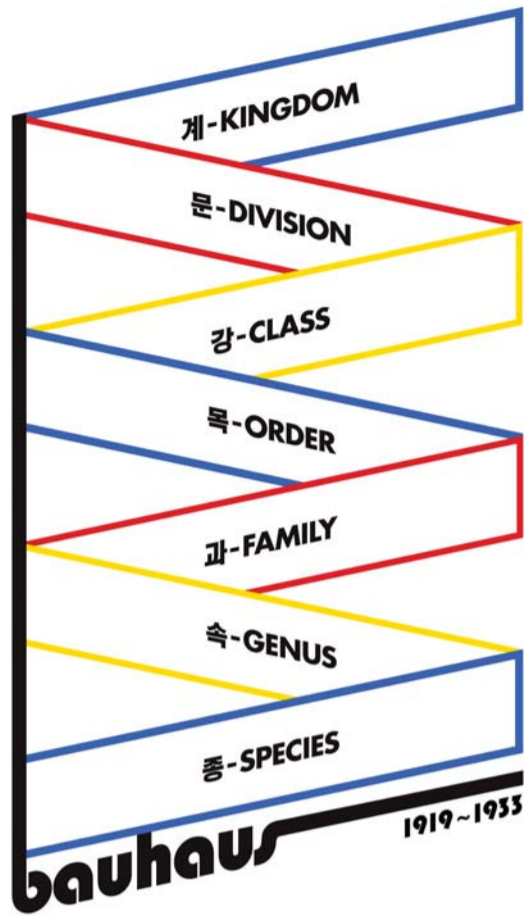 계-KINGDOM
문-DIVISION
강-CLASS
목-ORDER
과-FAMILY
속-GENUS
종-SPECIES
bauhaus
1919~1933